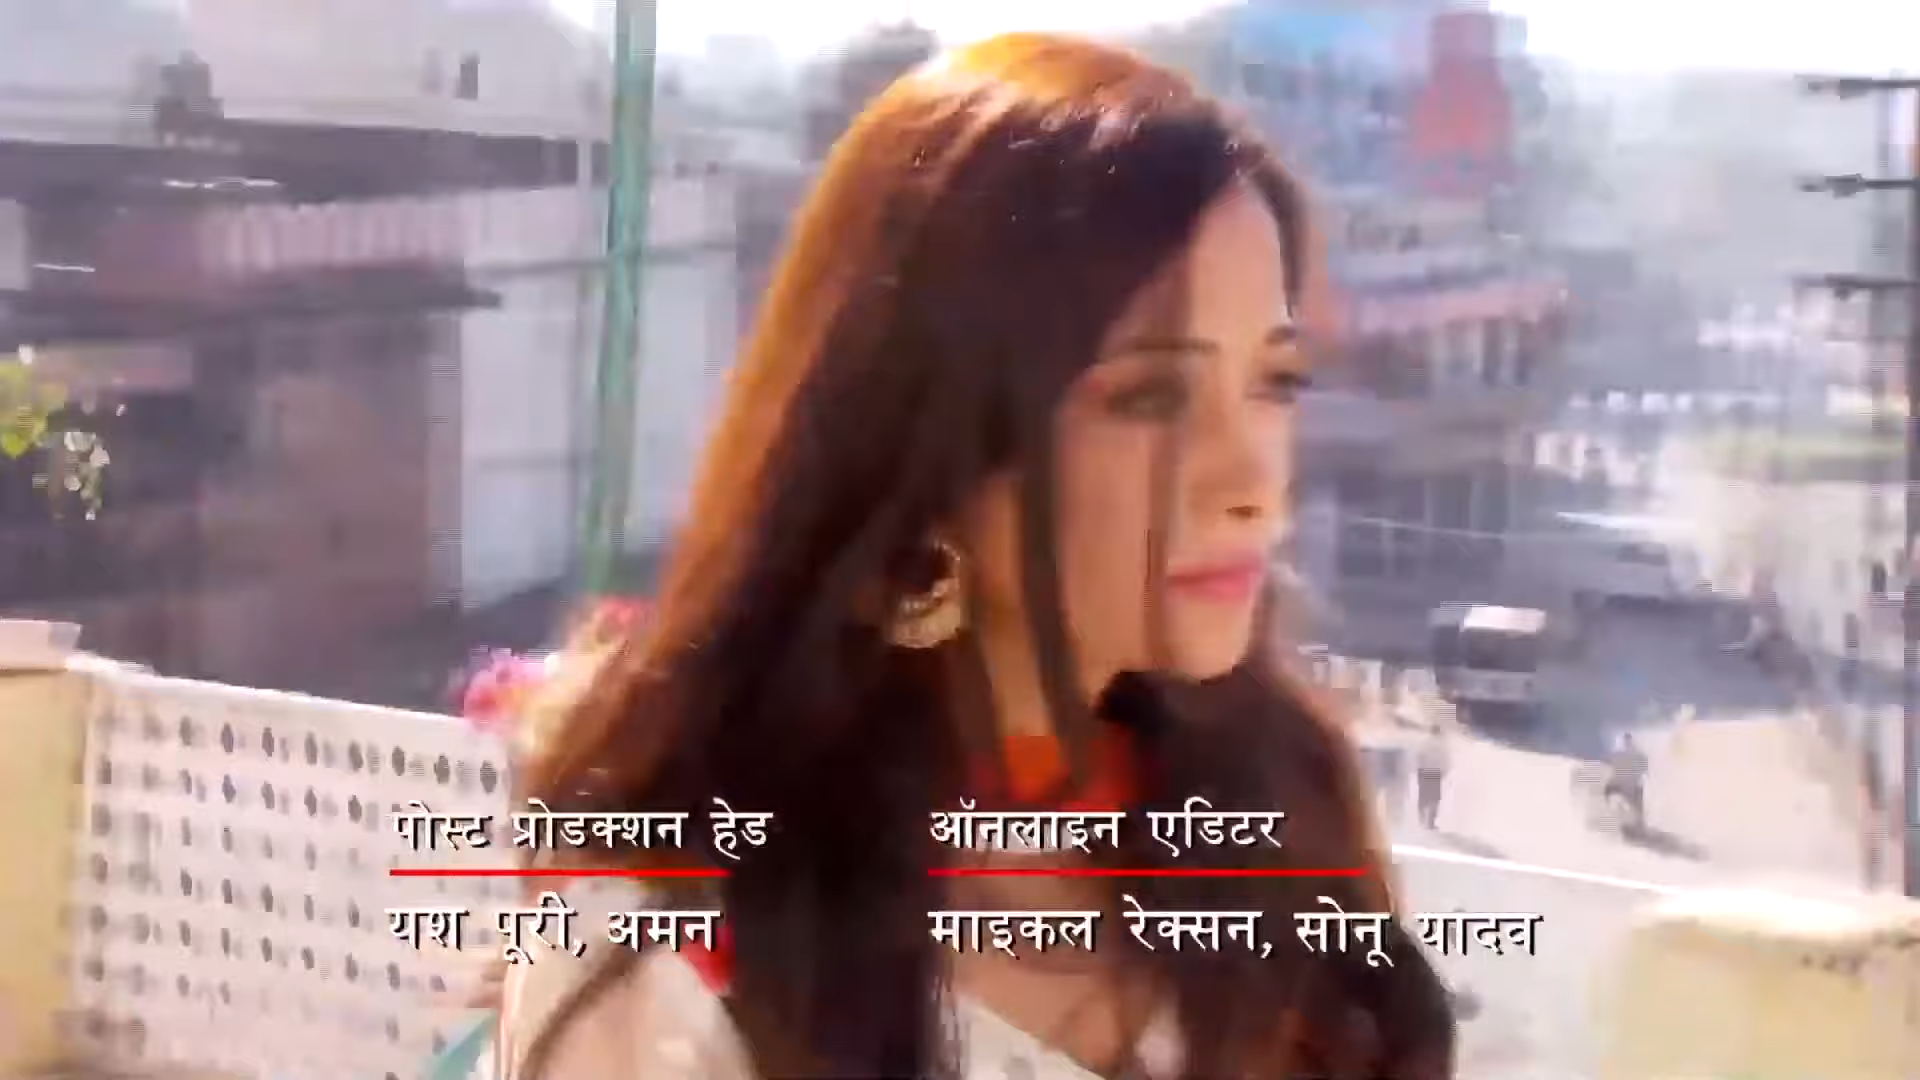 पोस्ट प्रोडक्शन हेड
यश पूरी, अमन
ऑनलाइन एडिटर
माइकल रेक्सन, सोनू यादव